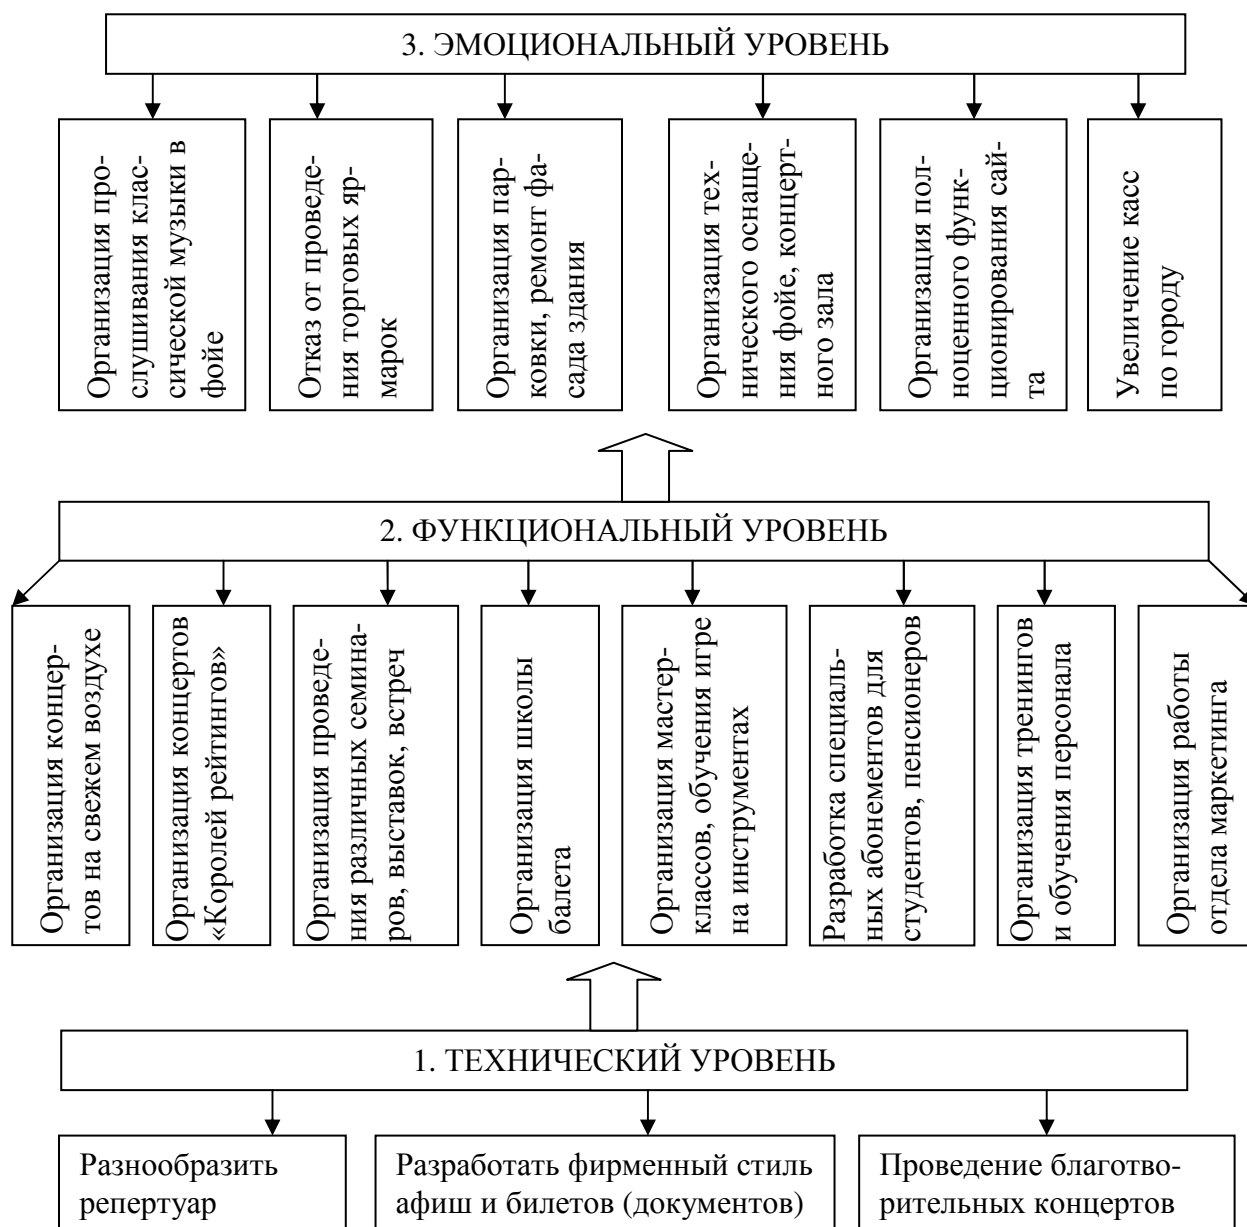 3. ЭМОЦИОНАЛЬНЫЙ УРОВЕНЬ
Организация про-
слушивания клас-
сической музыки в
фойе
Отказ от проведе-
ния торговых яр-
марок
Организация пар-
ковки, ремонт фа-
сада здания
Организация тех-
нического оснаще-
ния фойе, концерт-
ного зала
Организация пол-
ноценного функ-
ционирования сай-
та
Увеличение касс
по городу
2. ФУНКЦИОНАЛЬНЫЙ УРОВЕНЬ
Организация концер-
тов на свежем воздухе
Организация концертов
«Королей рейтингов»
Организация проведе-
ния различных семина-
ров, выставок, встреч
Организация школы
балета
Организация мастер-
классов, обучения игре
на инструментах
Разработка специаль-
ных абонементов для
студентов, пенсионеров
Организация тренингов
и обучения персонала
Организация работы
отдела маркетинга
1. ТЕХНИЧЕСКИЙ УРОВЕНЬ
Разнообразить
репертуар
Разработать фирменный стиль
афиш и билетов (документов)
Проведение благотво-
рительных концертов